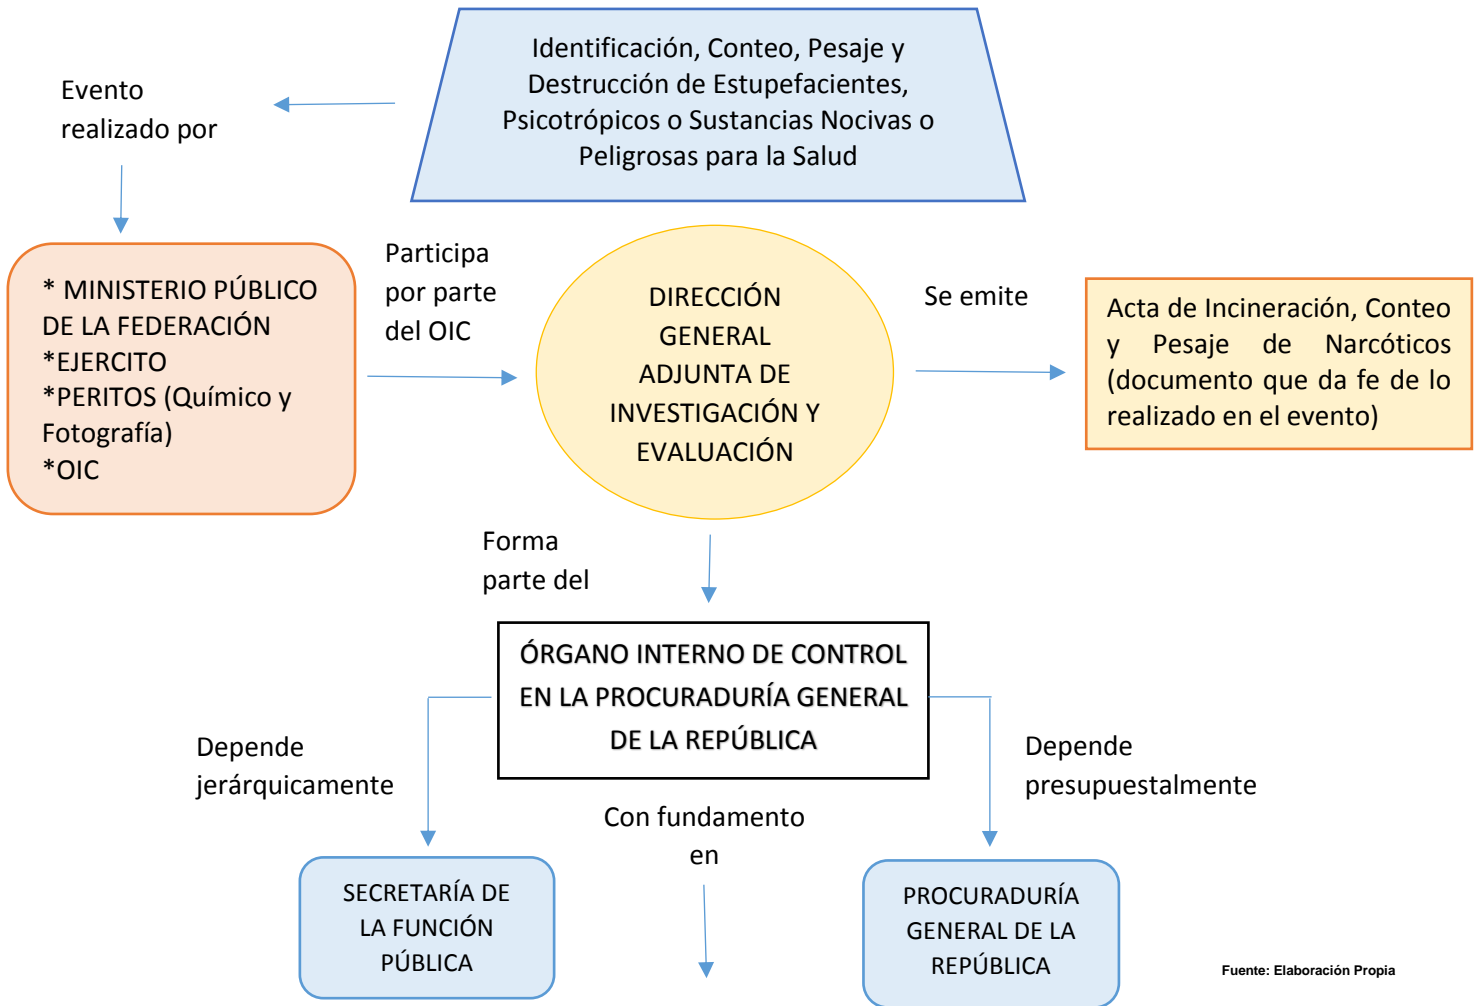 Identificación, Conteo, Pesaje y
Destrucción de Estupefacientes,
Psicotrópicos o Sustancias Nocivas o
Peligrosas para la Salud
Evento
realizado por
* MINISTERIO PÚBLICO
DE LA FEDERACIÓN
*EJERCITO
*PERITOS (Químico y
Fotografía)
*OIC
Participa
por parte
del OIC
DIRECCIÓN
GENERAL
ADJUNTA DE
INVESTIGACIÓN Y
EVALUACIÓN
Se emite
Acta de Incineración, Conteo
y Pesaje de Narcóticos
(documento que da fe de lo
realizado en el evento)
Forma
parte del
ÓRGANO INTERNO DE CONTROL
EN LA PROCURADURÍA GENERAL
DE LA REPÚBLICA
Depende
jerárquicamente
Con fundamento
en
Depende
presupuestalmente
SECRETARÍA DE
LA FUNCIÓN
PÚBLICA
PROCURADURÍA
GENERAL DE LA
REPÚBLICA
Fuente: Elaboración Propia